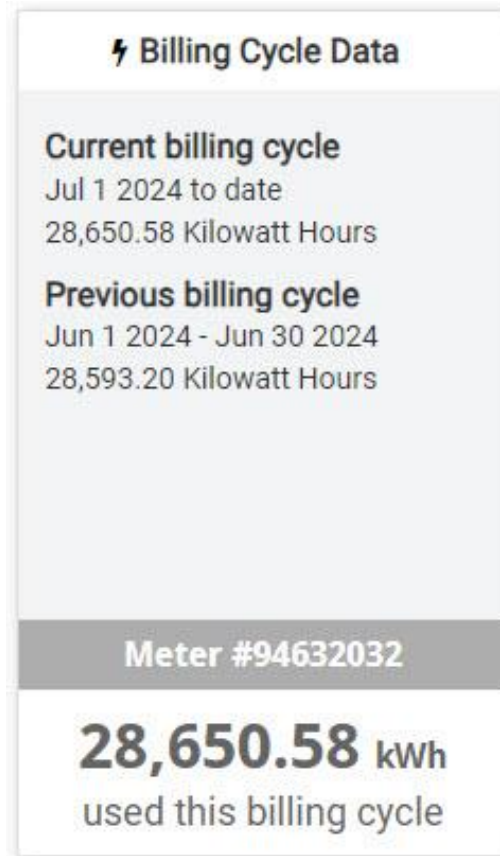 Billing Cycle Data
Current billing cycle
Jul 1 2024 to date
28,650.58 Kilowatt Hours
Previous billing cycle
Jun 1 2024 - Jun 30 2024
28,593.20 Kilowatt Hours
Meter #94632032
28,650.58 kWh
used this billing cycle